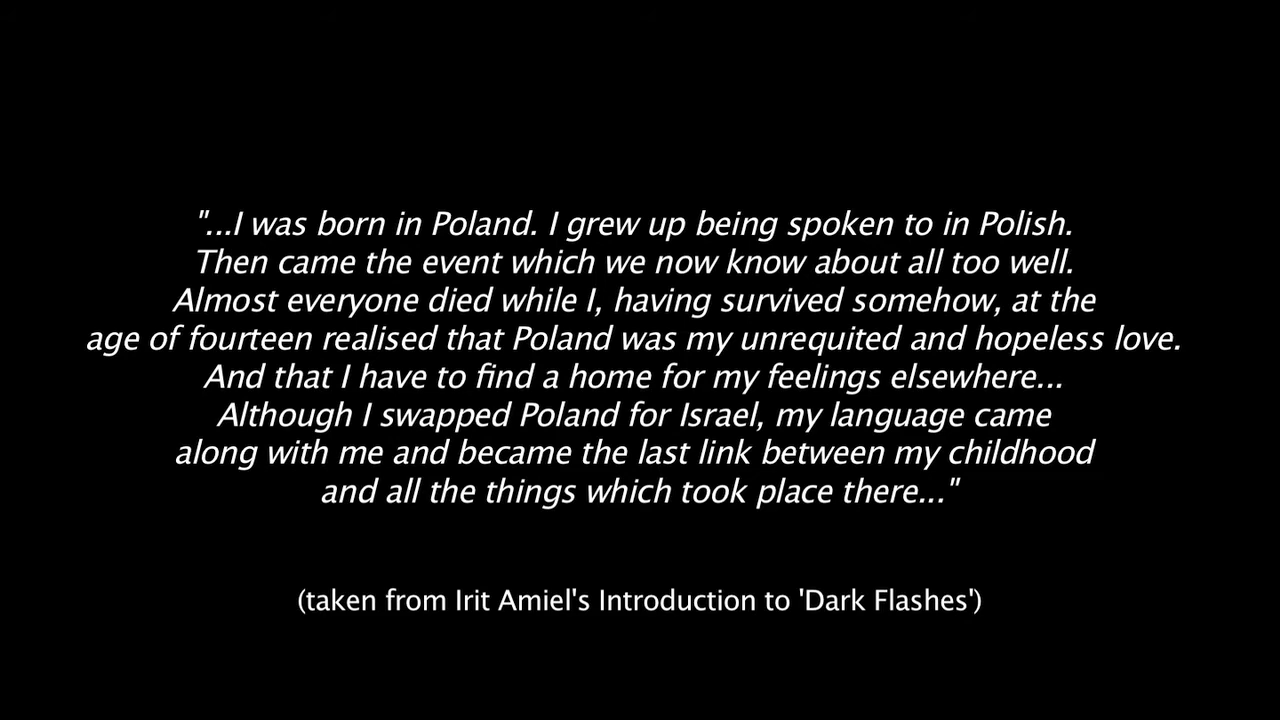 "...I was born in Poland. I grew up being spoken to in Polish.
Then came the event which we now know about all too well.
Almost everyone died while I, having survived somehow, at the
age of fourteen realised that Poland was my unrequited and hopeless love.
And that I have to find a home for my feelings elsewhere...
Although I swapped Poland for Israel, my language came
along with me and became the last link between my childhood
and all the things which took place there..."
(taken from Irit Amiel's Introduction to 'Dark Flashes')